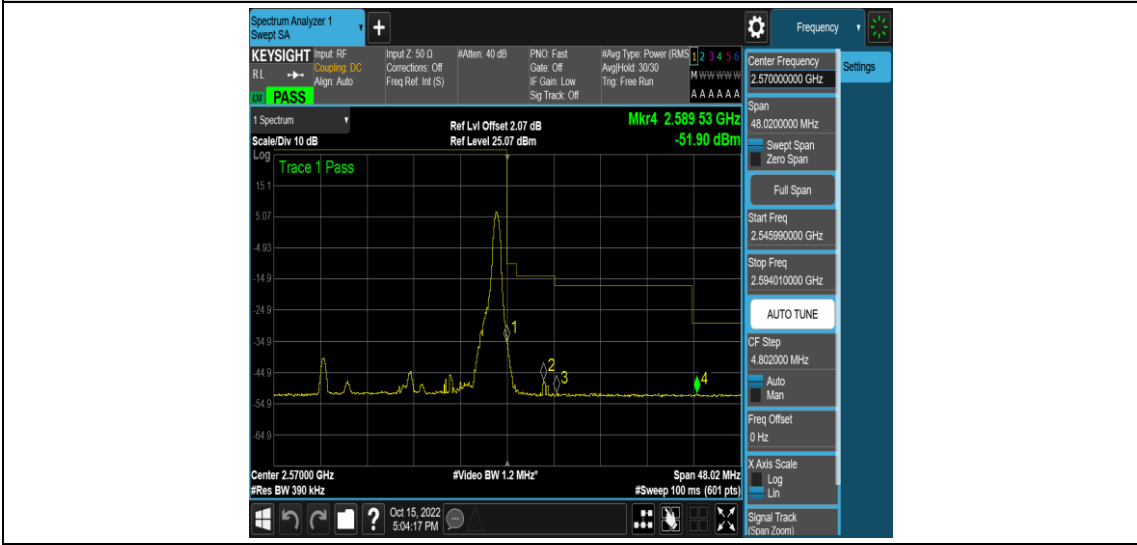 Spectrum Analyzer 1
Swept SA
+
Frequency
KEYSIGHT
RL
PASS
Input: RF
Coupling: DC
Align: Auto
Input Z: 50 Ω
Corrections: Off
Freq Ref: Int (S)
#Atten: 40 dB
PNO: Fast
Gate: Off
IF Gain: Low
Sig Track: Off
#Avg Type: Power (RMS
Avg|Hold: 30/30
Trig: Free Run
1 2 3 4 5 6
M W W W W W
A A A A A A
1 Spectrum
Scale/Div 10 dB
Log
Ref Lvl Offset 2.07 dB
Ref Level 25.07 dBm
Mkr4 2.589 53 GHz
-51.90 dBm
Trace 1 Pass
15.1
5.07
-4.93
-14.9
-24.9
-34.9
-44.9
-54.9
-64.9
1
2
3
4
Center 2.57000 GHz
#Res BW 390 kHz
#Video BW 1.2 MHz*
Span 48.02 MHz
#Sweep 100 ms (601 pts)
?
Oct 15, 2022
5:04:17 PM
Center Frequency
2.570000000 GHz
Settings
Span
48.0200000 MHz
Swept Span
Zero Span
Full Span
Start Freq
2.545990000 GHz
Stop Freq
2.594010000 GHz
AUTO TUNE
CF Step
4.802000 MHz
Auto
Man
Freq Offset
0 Hz
X Axis Scale
Log
Lin
Signal Track
(Span Zoom)